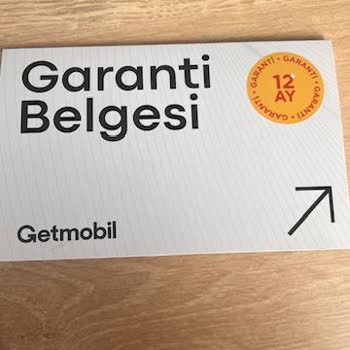 Garanti
Belgesi
GARANTİ • GARANTİ • GARANTİ • GARANTİ •
12
AY
Getmobil